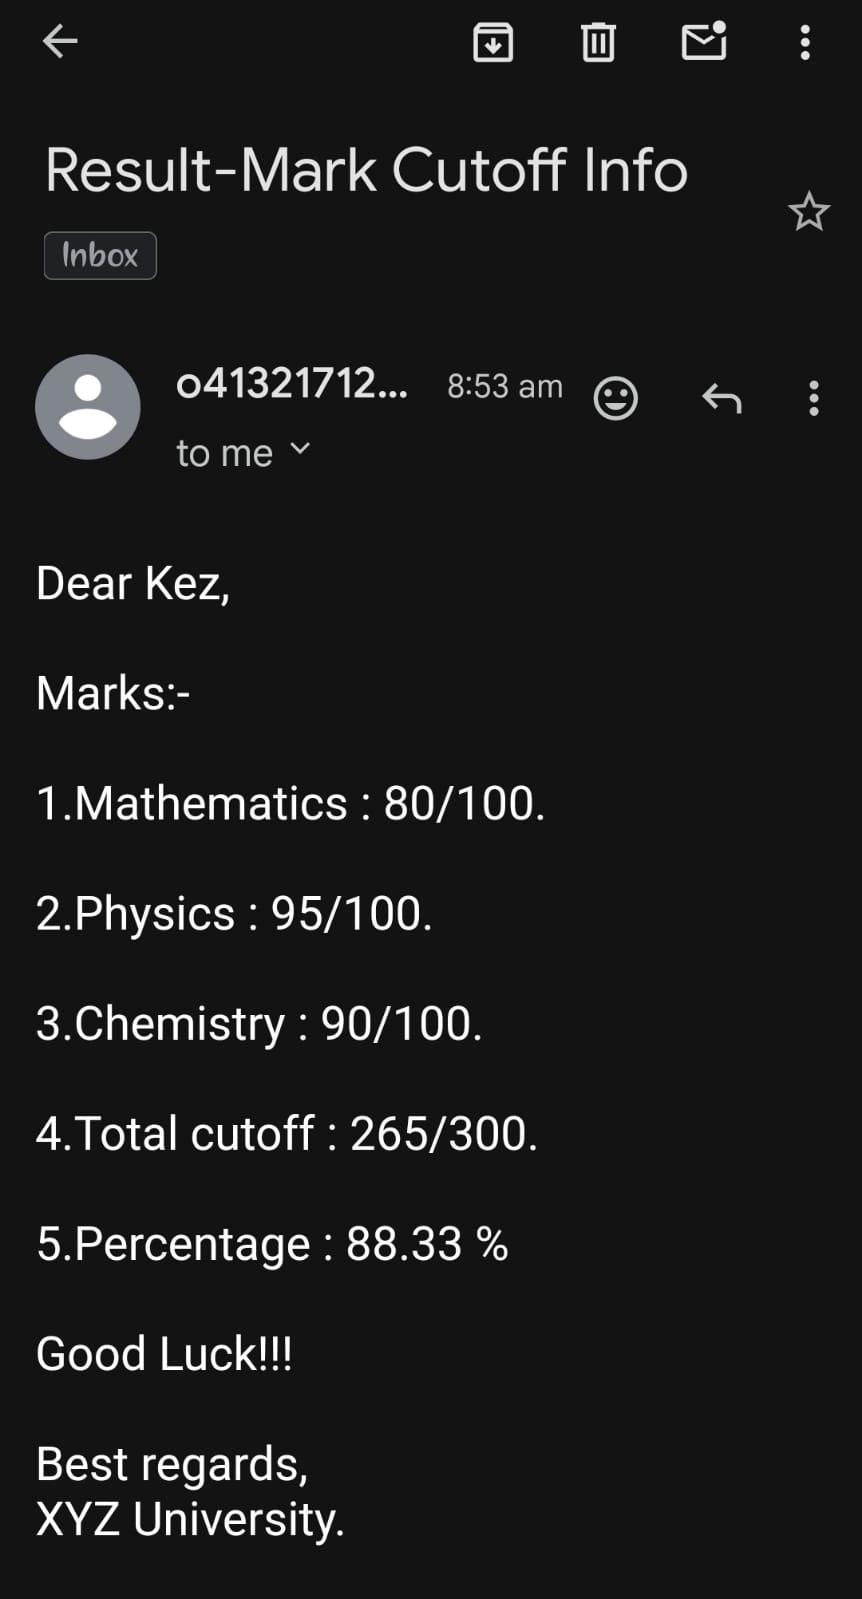 Result-Mark Cutoff Info
Inbox
o41321712... 8:53 am
to me
Dear Kez,
Marks:-
1.Mathematics : 80/100.
2.Physics : 95/100.
3.Chemistry : 90/100.
4.Total cutoff : 265/300.
5.Percentage : 88.33 %
Good Luck!!!
Best regards,
XYZ University.